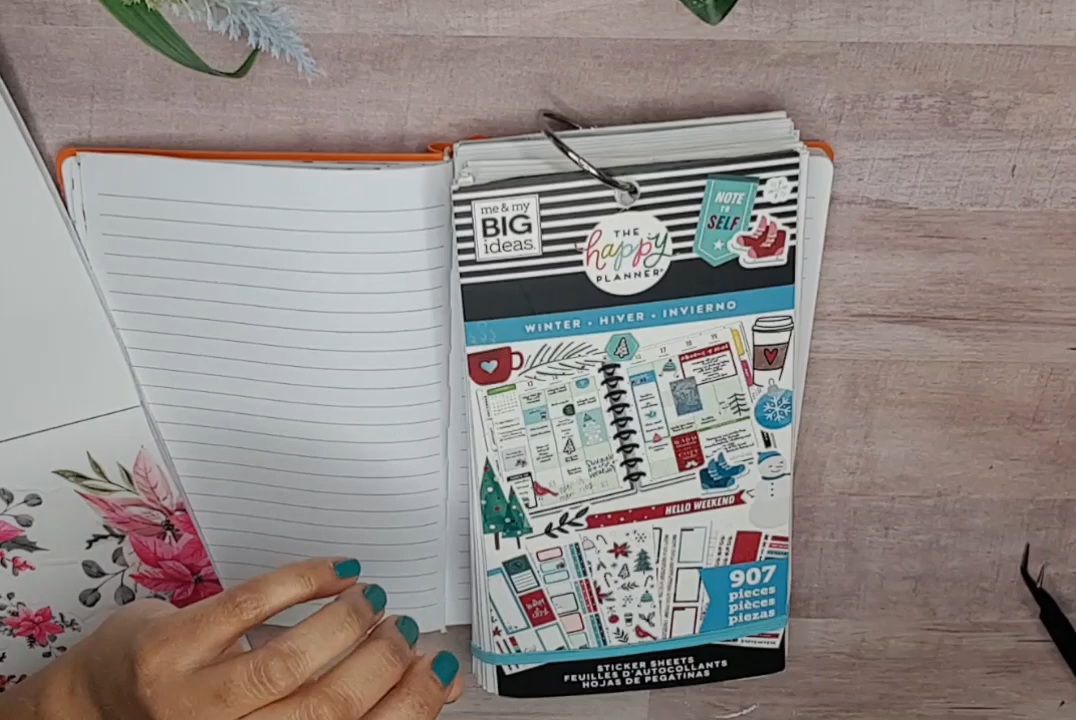 me & my
BIG
ideas.
NOTE
TO
SELF
THE
happy
PLANNER®
WINTER • HIVER • INVIERNO
HELLO WEEKEND
907
pieces
pièces
piezas
STICKER SHEETS
FEUILLES D'AUTOCOLLANTS
HOJAS DE PEGATINAS